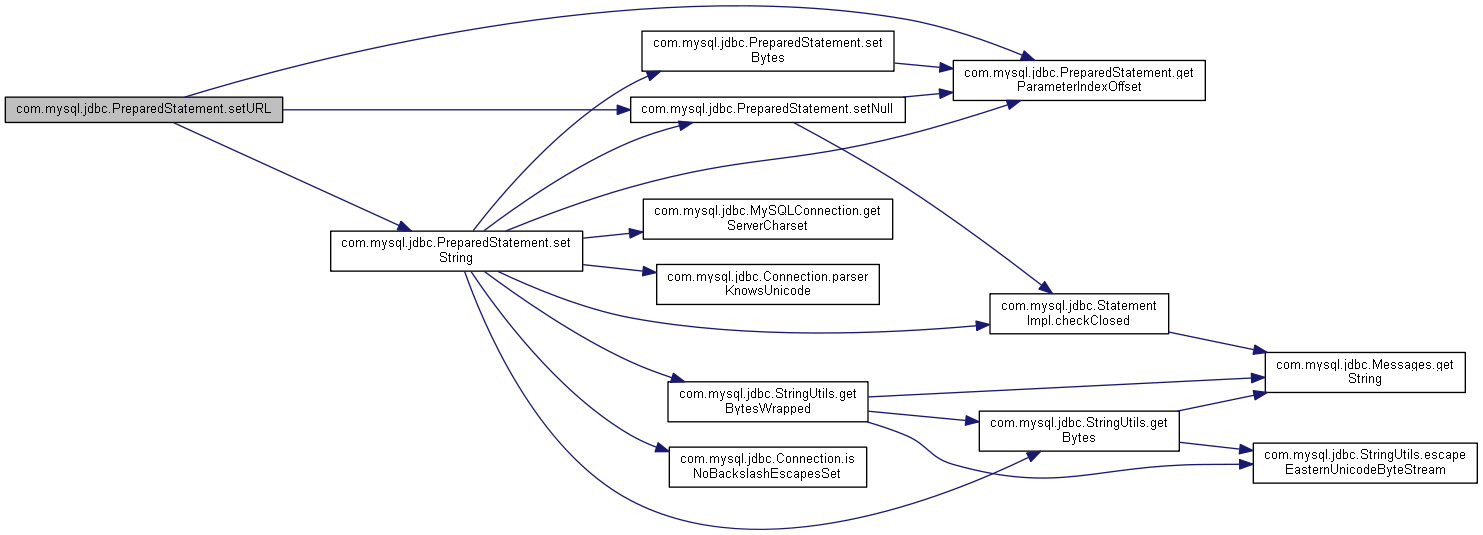 com.mysql.jdbc.PreparedStatement.setURL
com.mysql.jdbc.PreparedStatement.set
String
com.mysql.jdbc.PreparedStatement.set
Bytes
com.mysql.jdbc.PreparedStatement.setNull
com.mysql.jdbc.MySQLConnection.get
ServerCharset
com.mysql.jdbc.Connection.parser
KnowsUnicode
com.mysql.jdbc.StringUtils.get
BytesWrapped
com.mysql.jdbc.Connection.is
NoBackslashEscapesSet
com.mysql.jdbc.PreparedStatement.get
ParameterIndexOffset
com.mysql.jdbc.Statement
Impl.checkClosed
com.mysql.jdbc.StringUtils.get
Bytes
com.mysql.jdbc.Messages.get
String
com.mysql.jdbc.StringUtils.escape
EasternUnicodeByteStream